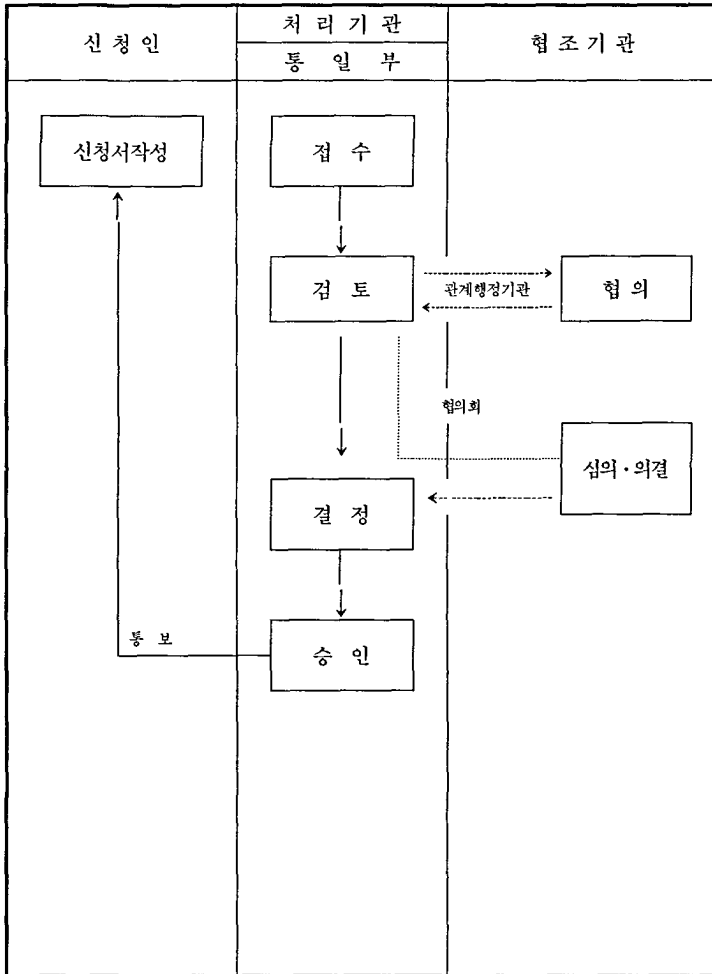 신 청 인
처 리 기 관
통 일 부
협 조 기 관
신청서작성
접 수
검 토
관계행정기관
협 의
협의회
심의 · 의결
결 정
통 보
승 인